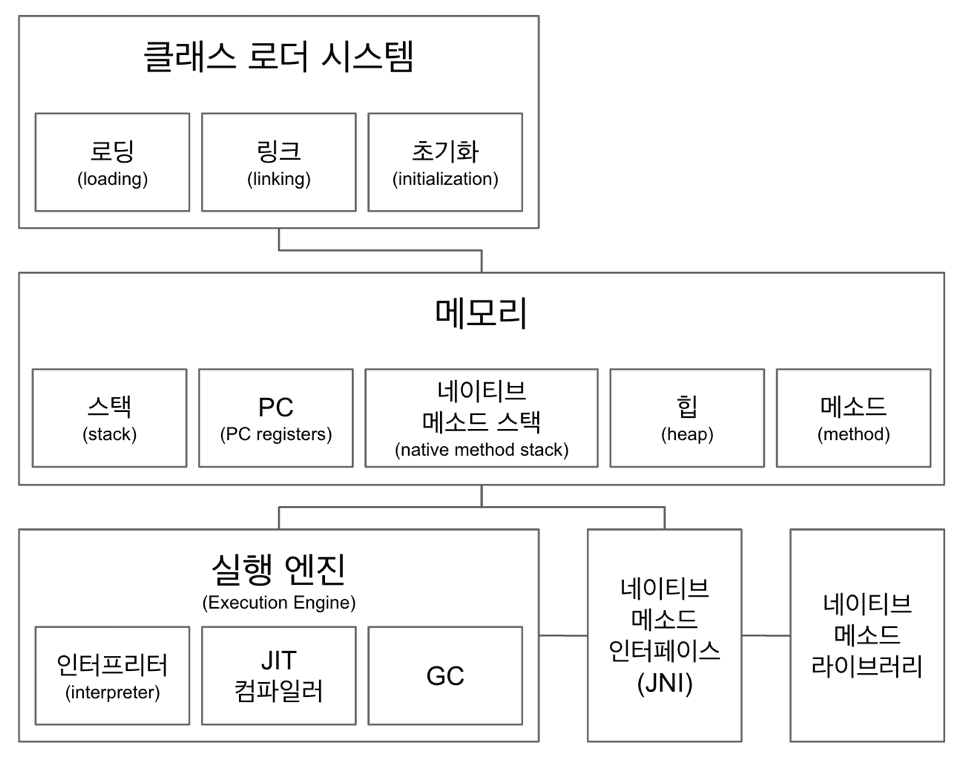 클래스 로더 시스템
로딩
(loading)
링크
(linking)
초기화
(initialization)
메모리
스택
(stack)
PC
(PC registers)
네이티브
메소드 스택
(native method stack)
힙
(heap)
메소드
(method)
실행 엔진
(Execution Engine)
인터프리터
(interpreter)
JIT
컴파일러
GC
네이티브
메소드
인터페이스
(JNI)
네이티브
메소드
라이브러리